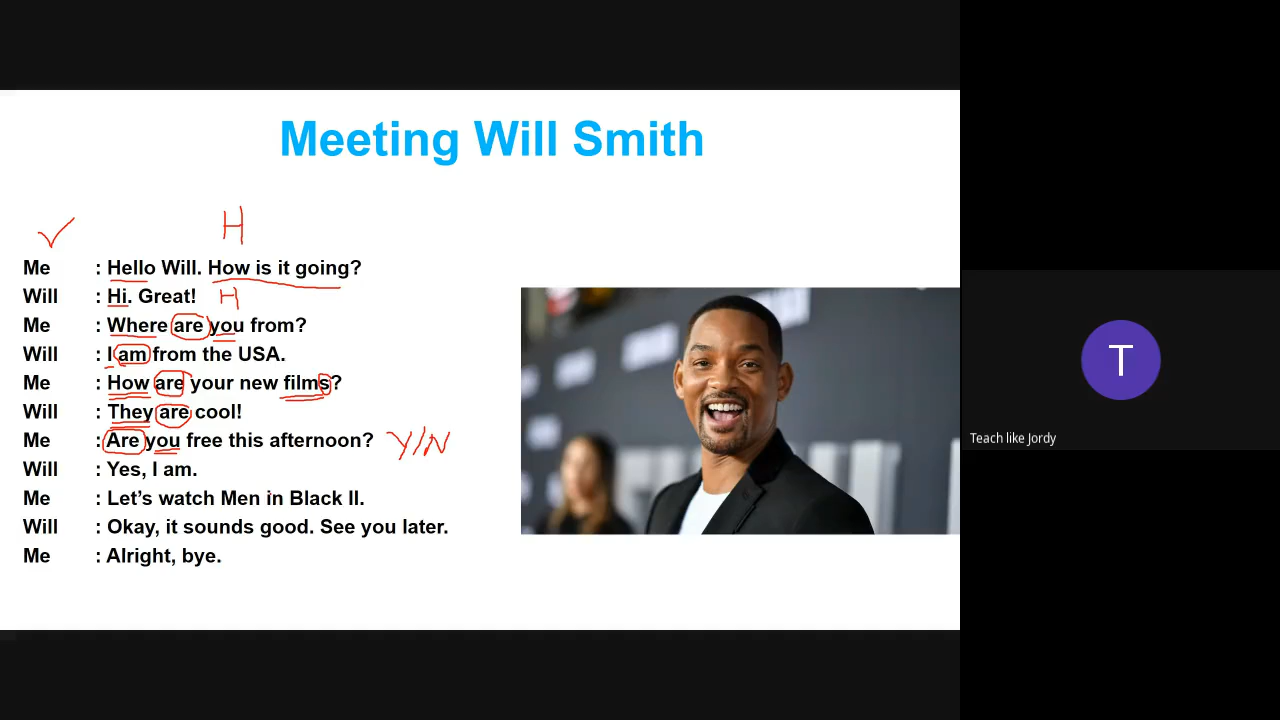 Meeting Will Smith
H
Me : Hello Will. How is it going?
Will : Hi. Great! H
Me : Where are you from?
Will : I am from the USA.
Me : How are your new films?
Will : They are cool!
Me : Are you free this afternoon? Y/N
Will : Yes, I am.
Me : Let’s watch Men in Black II.
Will : Okay, it sounds good. See you later.
Me : Alright, bye.
T
Teach like Jordy